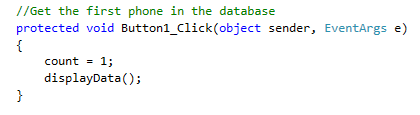 //Get the first phone in the database
protected void Button1_Click(object sender, EventArgs e)
{
    count = 1;
    displayData();
}